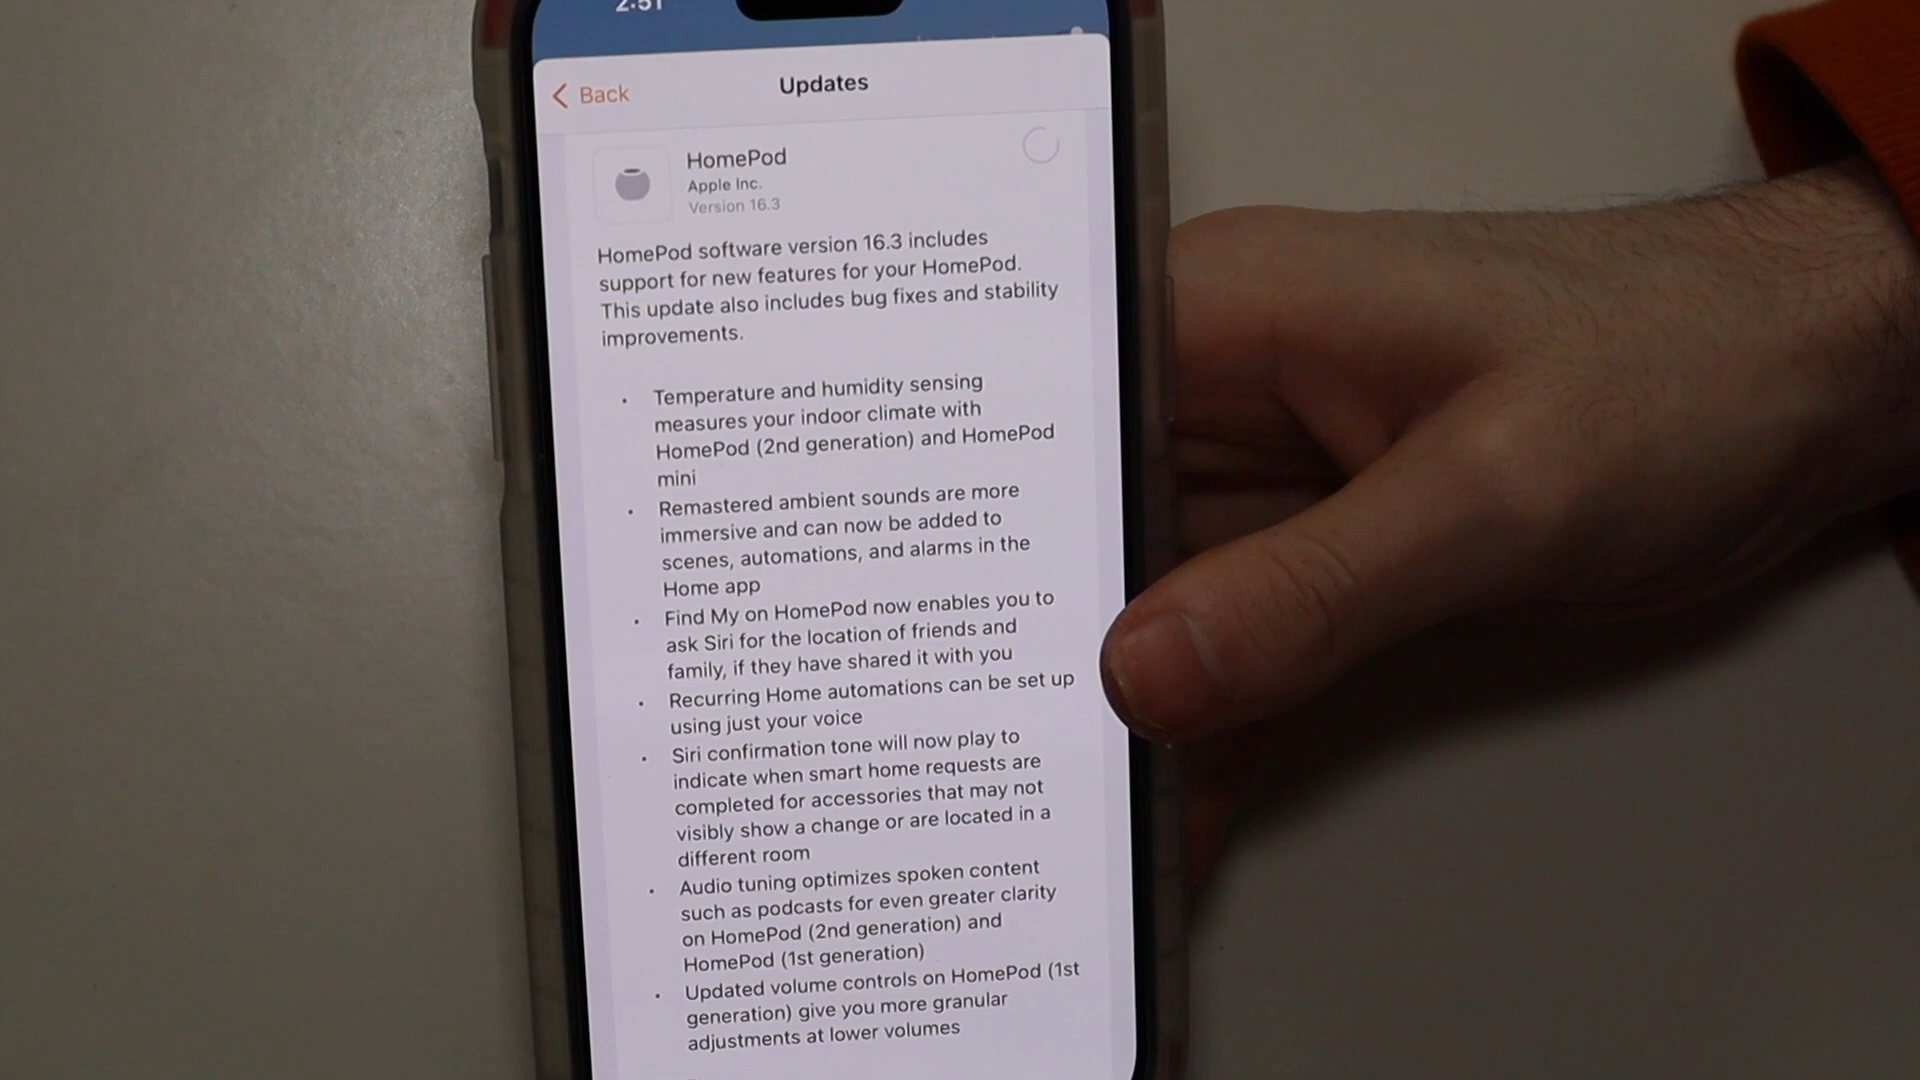 2:51
Back
Updates
HomePod
Apple Inc.
Version 16.3
HomePod software version 16.3 includes
support for new features for your HomePod.
This update also includes bug fixes and stability
improvements.
• Temperature and humidity sensing
measures your indoor climate with
HomePod (2nd generation) and HomePod
mini
• Remastered ambient sounds are more
immersive and can now be added to
scenes, automations, and alarms in the
Home app
• Find My on HomePod now enables you to
ask Siri for the location of friends and
family, if they have shared it with you
• Recurring Home automations can be set up
using just your voice
• Siri confirmation tone will now play to
indicate when smart home requests are
completed for accessories that may not
visibly show a change or are located in a
different room
• Audio tuning optimizes spoken content
such as podcasts for even greater clarity
on HomePod (2nd generation) and
HomePod (1st generation)
• Updated volume controls on HomePod (1st
generation) give you more granular
adjustments at lower volumes